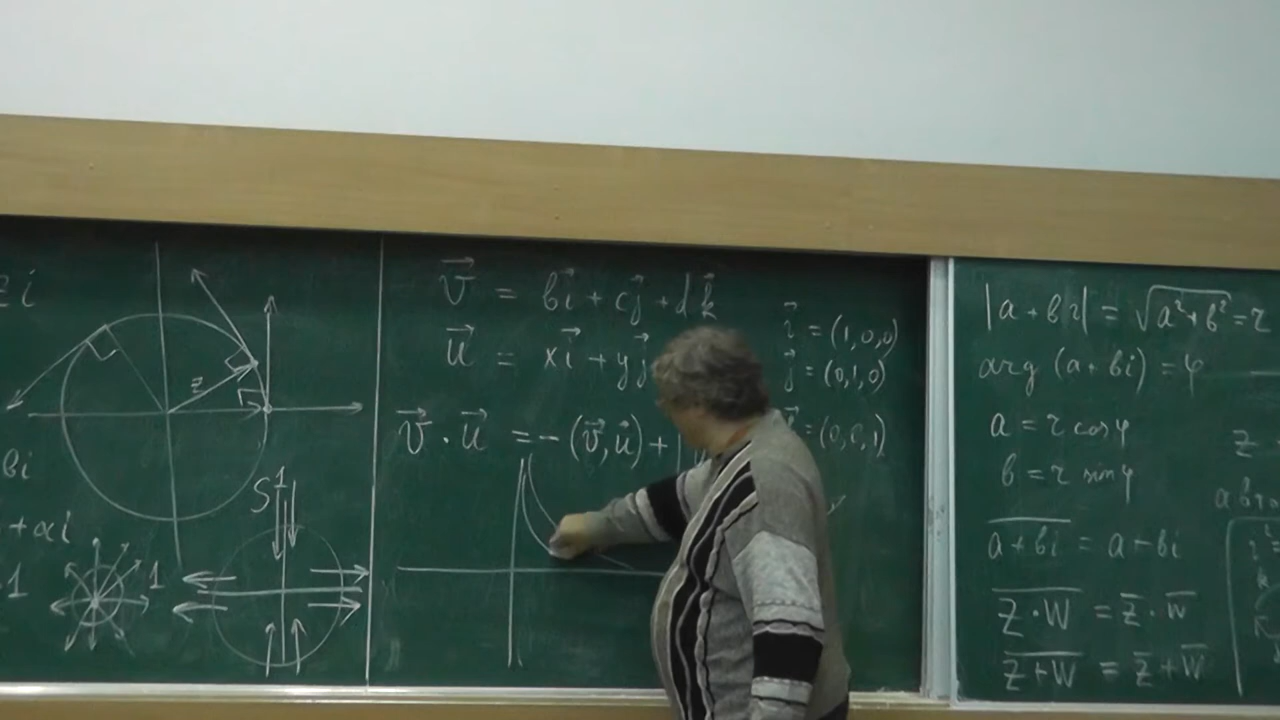 zi
z
bi
+ αi
S¹
·1
1
v⃗ = bi⃗ + cj⃗ + dk⃗
u⃗ = xi⃗ + yj⃗
v⃗ · u⃗ = −(v⃗, u⃗) +
i⃗ = (1,0,0)
j⃗ = (0,1,0)
= (0,0,1)
|a + bi| = √(a² + b²) = r
arg (a + bi) = φ
a = r cos φ
b = r sin φ
a̅+̅b̅i̅ = a − bi
z̅·̅w̅ = z̅ · w̅
z̅+̅w̅ = z̅ + w̅
z =